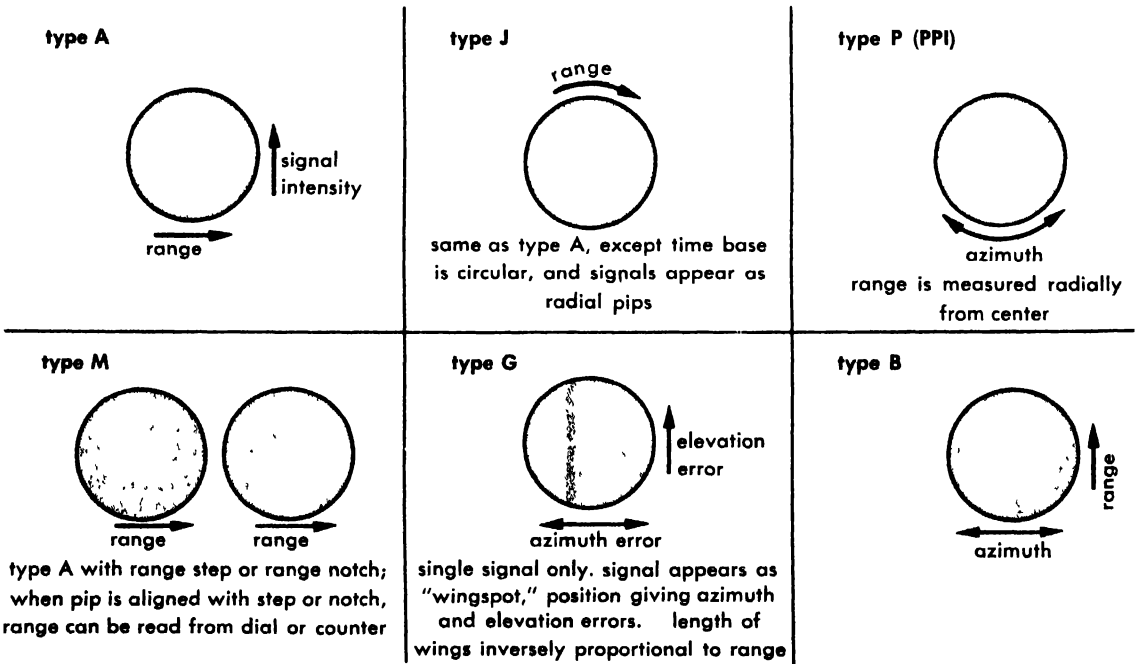 type A
signal
intensity
range
type J
range
same as type A, except time base
is circular, and signals appear as
radial pips
type P (PPI)
azimuth
range is measured radially
from center
type M
range
range
type A with range step or range notch;
when pip is aligned with step or notch,
range can be read from dial or counter
type G
elevation
error
azimuth error
single signal only. signal appears as
"wingspot," position giving azimuth
and elevation errors. length of
wings inversely proportional to range
type B
range
azimuth